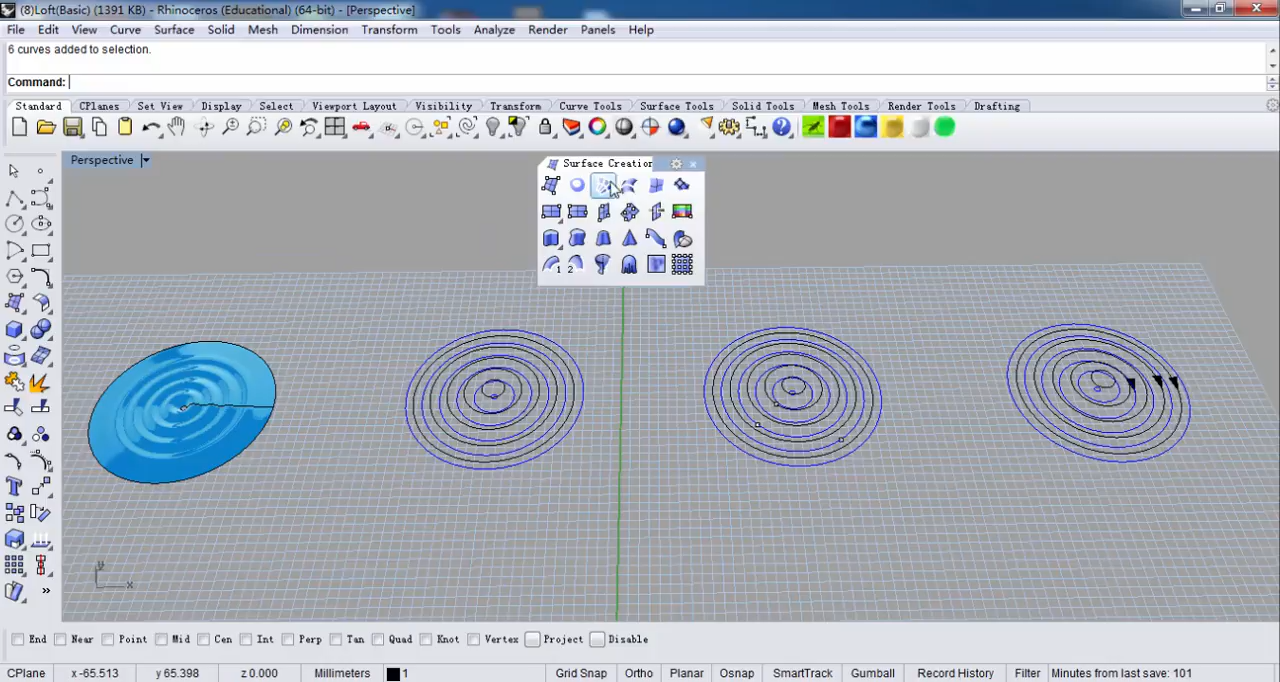 (8)Loft(Basic) (1391 KB) - Rhinoceros (Educational) (64-bit) - [Perspective]
File Edit View Curve Surface Solid Mesh Dimension Transform Tools Analyze Render Panels Help
6 curves added to selection.
Command:
Standard CPlanes Set View Display Select Viewport Layout Visibility Transform Curve Tools Surface Tools Solid Tools Mesh Tools Render Tools Drafting
Perspective
Surface Creation
1 2
y
x
End Near Point Mid Cen Int Perp Tan Quad Knot Vertex Project Disable
CPlane x -65.513 y 65.398 z 0.000 Millimeters 1 Grid Snap Ortho Planar Osnap SmartTrack Gumball Record History Filter Minutes from last save: 101